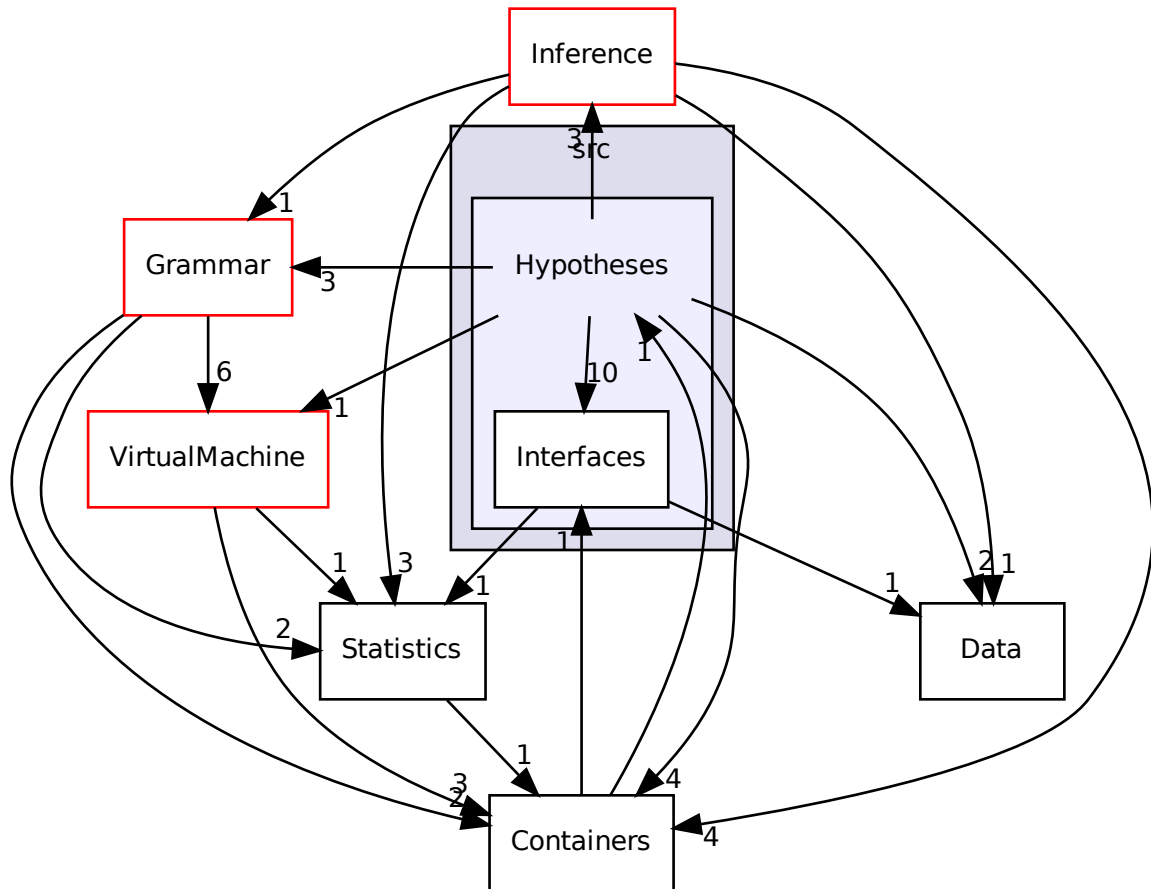 Inference
3
src
1
Grammar
3
Hypotheses
6
1
10
1
VirtualMachine
Interfaces
1
1
3
1
1
2
1
2
Statistics
Data
1
3
2
4
4
Containers